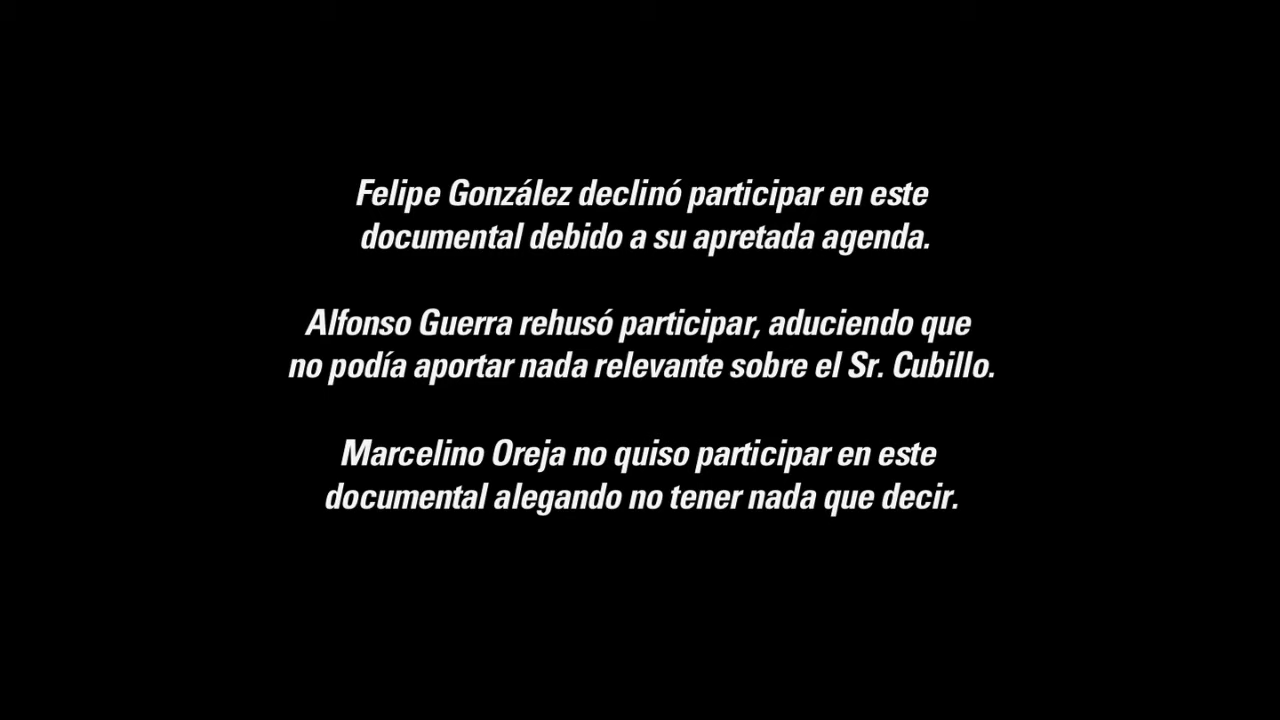 Felipe González declinó participar en este
documental debido a su apretada agenda.
Alfonso Guerra rehusó participar, aduciendo que
no podía aportar nada relevante sobre el Sr. Cubillo.
Marcelino Oreja no quiso participar en este
documental alegando no tener nada que decir.